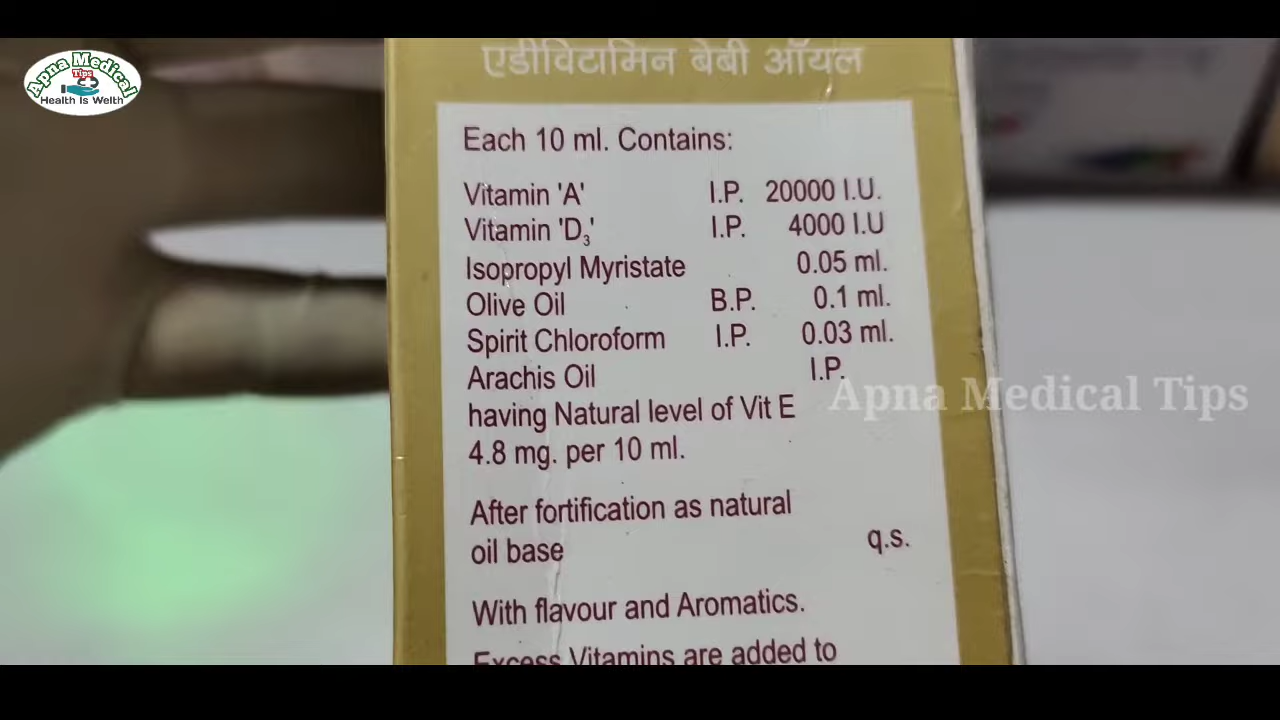 Apna Medical
Tips
Health Is Welth
एडीविटामिन बेबी ऑयल
Each 10 ml. Contains:
Vitamin 'A' I.P. 20000 I.U.
Vitamin 'D3' I.P. 4000 I.U
Isopropyl Myristate 0.05 ml.
Olive Oil B.P. 0.1 ml.
Spirit Chloroform I.P. 0.03 ml.
Arachis Oil I.P.
Apna Medical Tips
having Natural level of Vit E
4.8 mg. per 10 ml.
After fortification as natural
oil base q.s.
With flavour and Aromatics.
Excess Vitamins are added to